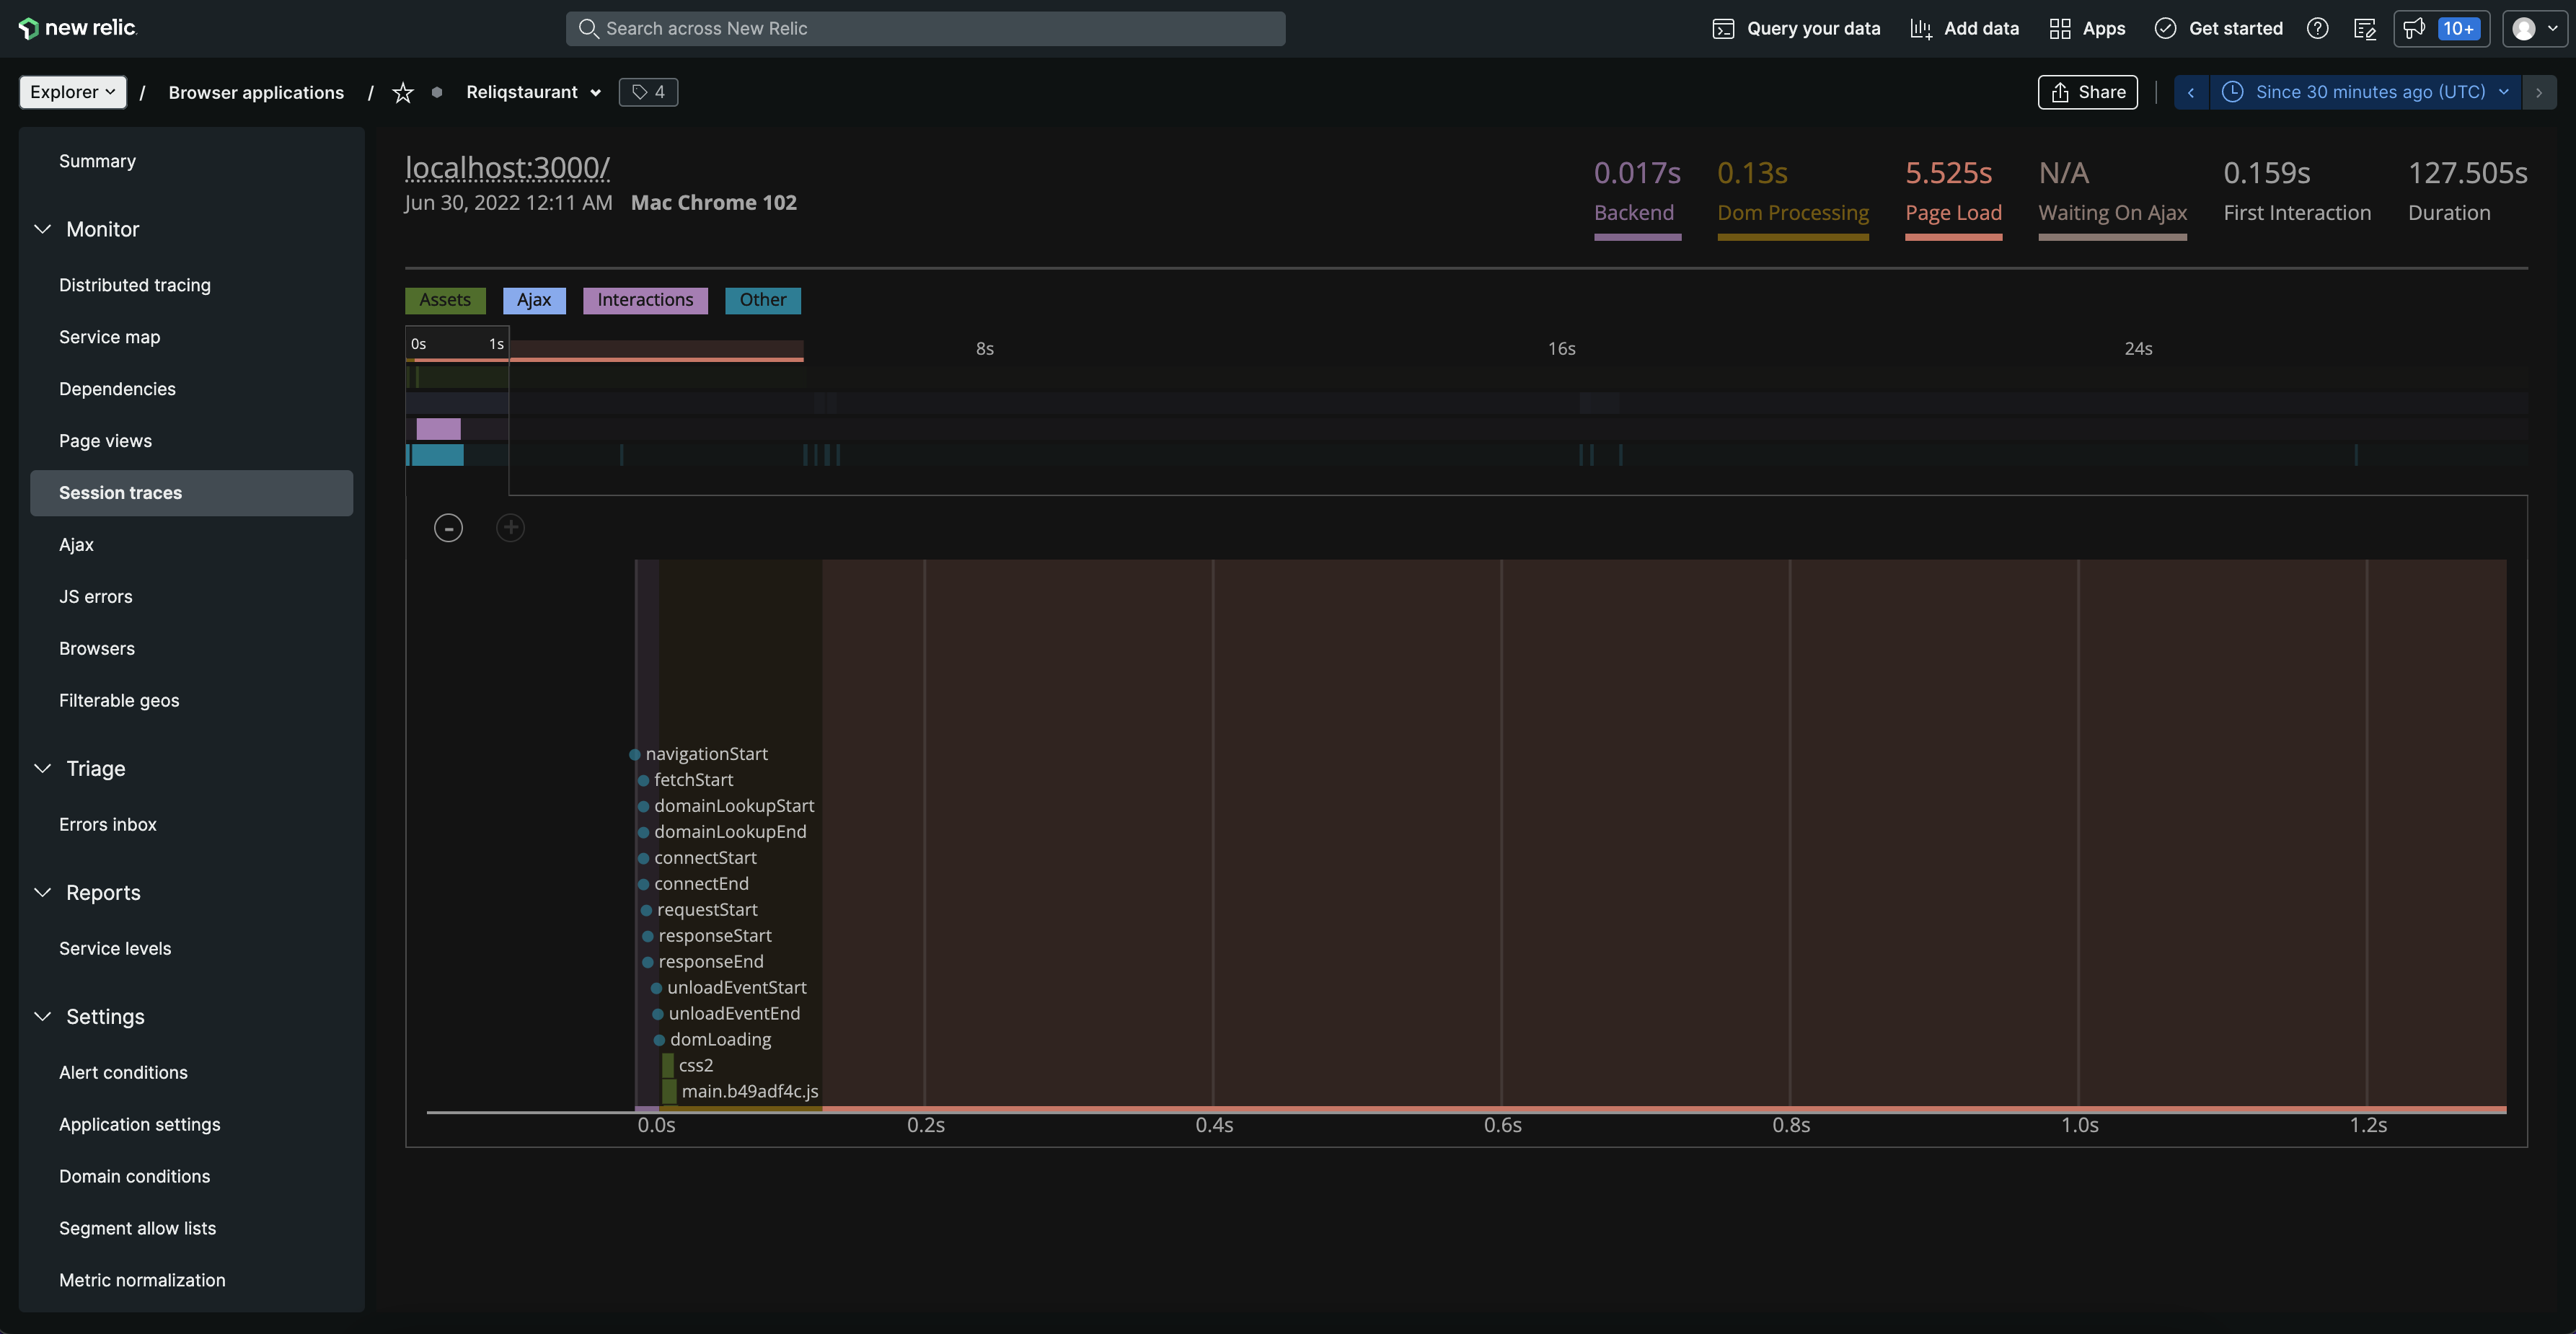 new relic.
Search across New Relic
Query your data
Add data
Apps
Get started
10+
Explorer
/
Browser applications
/
Reliqstaurant
4
Share
Since 30 minutes ago (UTC)
Summary
Monitor
Distributed tracing
Service map
Dependencies
Page views
Session traces
Ajax
JS errors
Browsers
Filterable geos
Triage
Errors inbox
Reports
Service levels
Settings
Alert conditions
Application settings
Domain conditions
Segment allow lists
Metric normalization
localhost:3000/
Jun 30, 2022 12:11 AM Mac Chrome 102
0.017s
Backend
0.13s
Dom Processing
5.525s
Page Load
N/A
Waiting On Ajax
0.159s
First Interaction
127.505s
Duration
Assets
Ajax
Interactions
Other
0s 1s 8s 16s 24s
navigationStart
fetchStart
domainLookupStart
domainLookupEnd
connectStart
connectEnd
requestStart
responseStart
responseEnd
unloadEventStart
unloadEventEnd
domLoading
css2
main.b49adf4c.js
0.0s 0.2s 0.4s 0.6s 0.8s 1.0s 1.2s